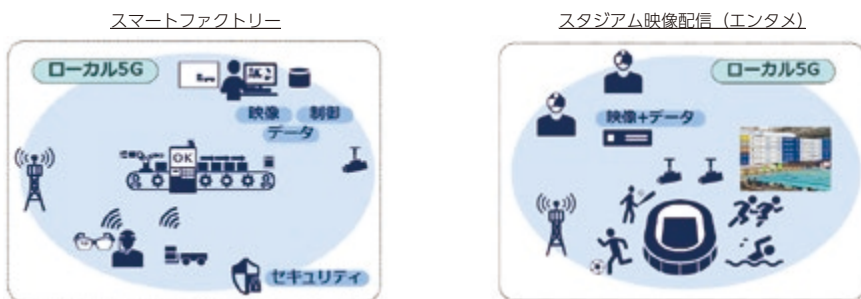 スマートファクトリー
ローカル5G
映像 制御
データ
OK
セキュリティ
スタジアム映像配信（エンタメ）
ローカル5G
映像+データ